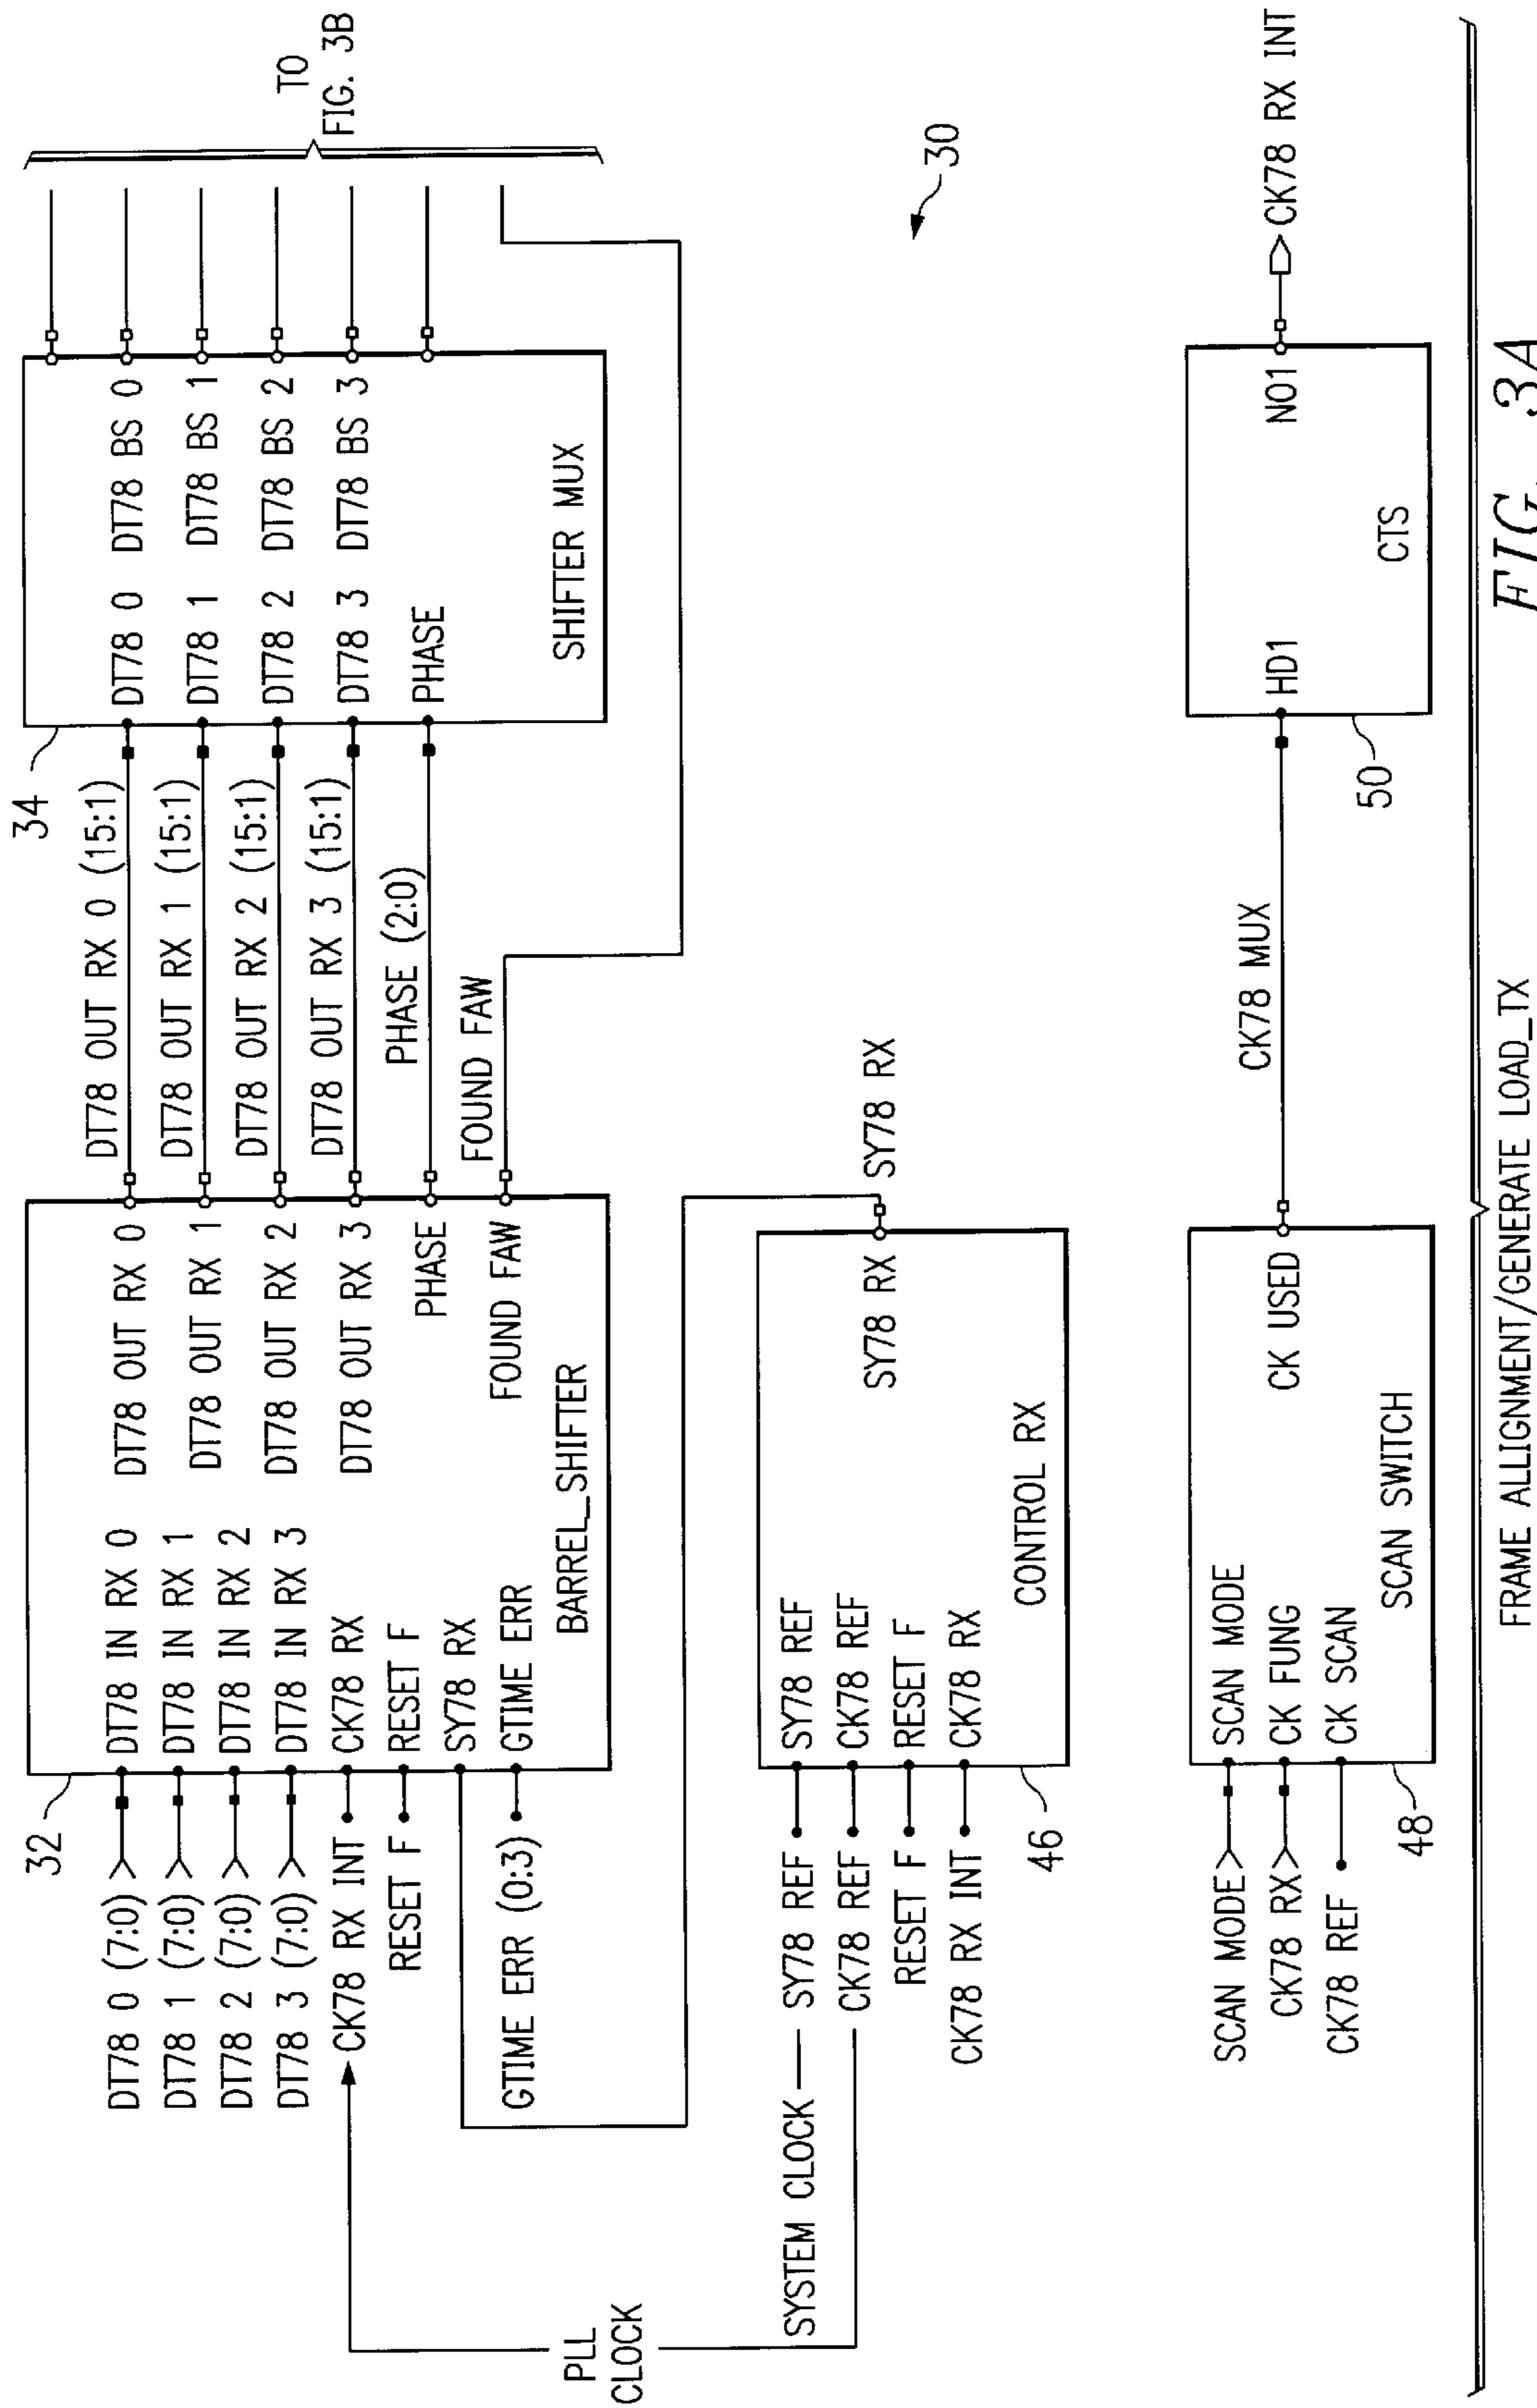 32
DT78 0 (7:0)
DT78 1 (7:0)
DT78 2 (7:0)
DT78 3 (7:0)
CK78 RX INT
RESET F
GTIME ERR (0:3)
DT78 IN RX 0
DT78 IN RX 1
DT78 IN RX 2
DT78 IN RX 3
CK78 RX
RESET F
SY78 RX
GTIME ERR
BARREL_SHIFTER
DT78 OUT RX 0
DT78 OUT RX 1
DT78 OUT RX 2
DT78 OUT RX 3
PHASE
FOUND FAW
DT78 OUT RX 0 (15:1)
DT78 OUT RX 1 (15:1)
DT78 OUT RX 2 (15:1)
DT78 OUT RX 3 (15:1)
PHASE (2:0)
FOUND FAW
34
DT78 0 DT78 BS 0
DT78 1 DT78 BS 1
DT78 2 DT78 BS 2
DT78 3 DT78 BS 3
PHASE
SHIFTER MUX
TO
FIG. 3B
30
PLL
CLOCK
SYSTEM CLOCK
SY78 REF
CK78 REF
RESET F
CK78 RX INT
46
SY78 REF
CK78 REF
RESET F
CK78 RX
CONTROL RX
SY78 RX
SY78 RX
SCAN MODE
CK78 RX
CK78 REF
48
SCAN MODE
CK FUNG
CK SCAN
SCAN SWITCH
CK USED
CK78 MUX
50
HD1
NO1
CTS
CK78 RX INT
FRAME ALLIGNMENT/GENERATE LOAD_TX
FIG. 3A